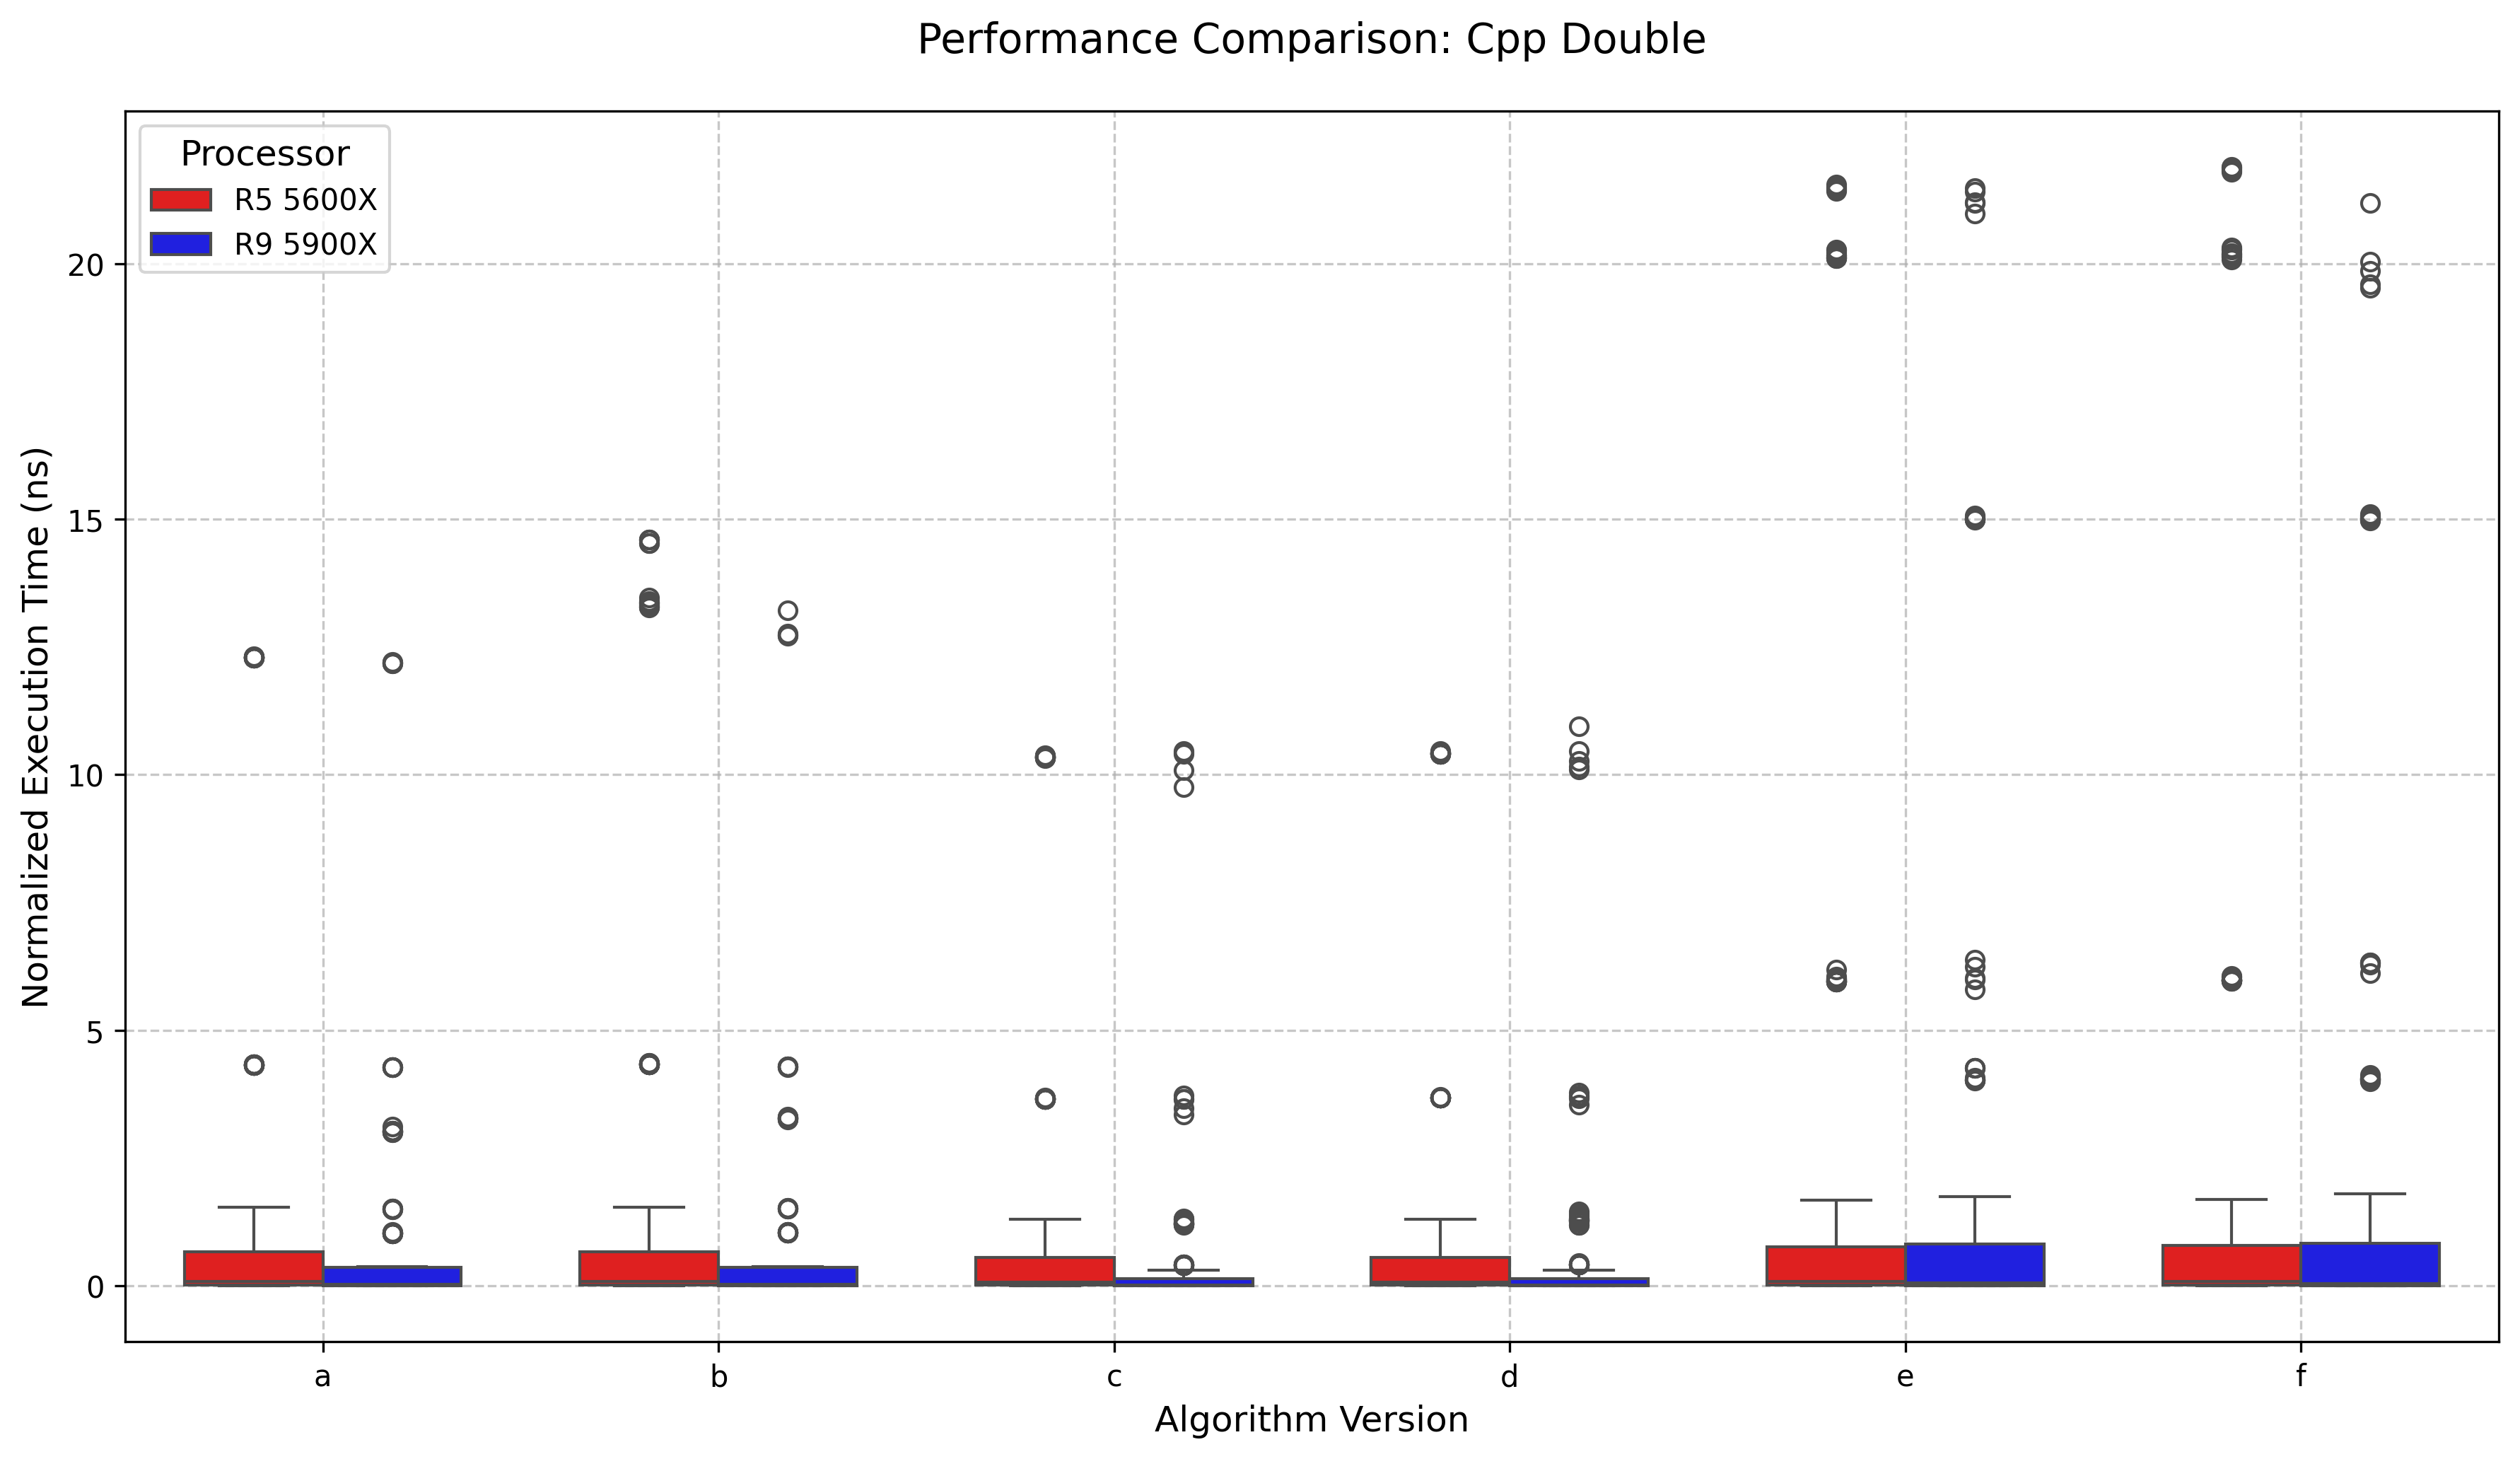 Performance Comparison: Cpp Double
Processor
R5 5600X
R9 5900X
Normalized Execution Time (ns)
20
15
10
5
0
a b c d e f
Algorithm Version